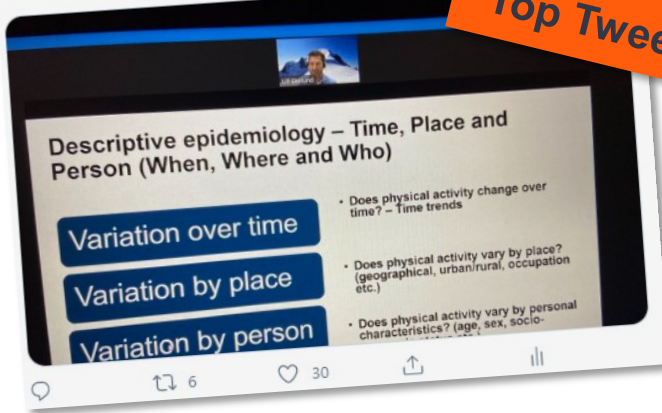 Top Twee
Descriptive epidemiology – Time, Place and
Person (When, Where and Who)
Variation over time
• Does physical activity change over
time? – Time trends
Variation by place
• Does physical activity vary by place?
(geographical, urban/rural, occupation
etc.)
Variation by person
• Does physical activity vary by personal
characteristics? (age, sex, socio-
6
30